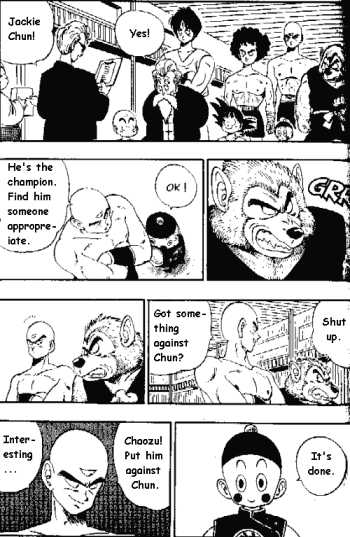 Jackie
Chun!
Yes!
He's the
champion.
Find him
someone
appropre-
iate.
OK!
GRR
Got some-
thing
against
Chun?
Shut
up.
Inter-
esting
...
Chaozu!
Put him
against
Chun.
It's
done.